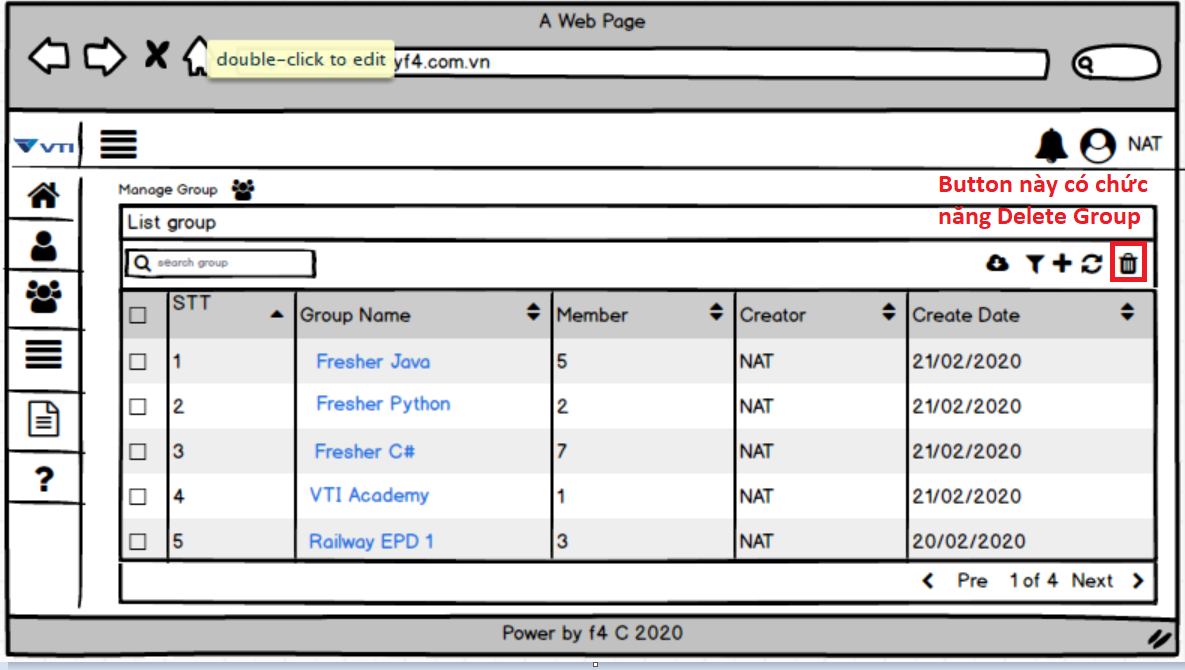 A Web Page
double-click to edit yf4.com.vn
VTI
NAT
Manage Group
Button này có chức
năng Delete Group
List group
search group
STT Group Name Member Creator Create Date
1 Fresher Java 5 NAT 21/02/2020
2 Fresher Python 2 NAT 21/02/2020
3 Fresher C# 7 NAT 21/02/2020
4 VTI Academy 1 NAT 21/02/2020
5 Railway EPD 1 3 NAT 20/02/2020
?
Pre 1 of 4 Next
Power by f4 C 2020